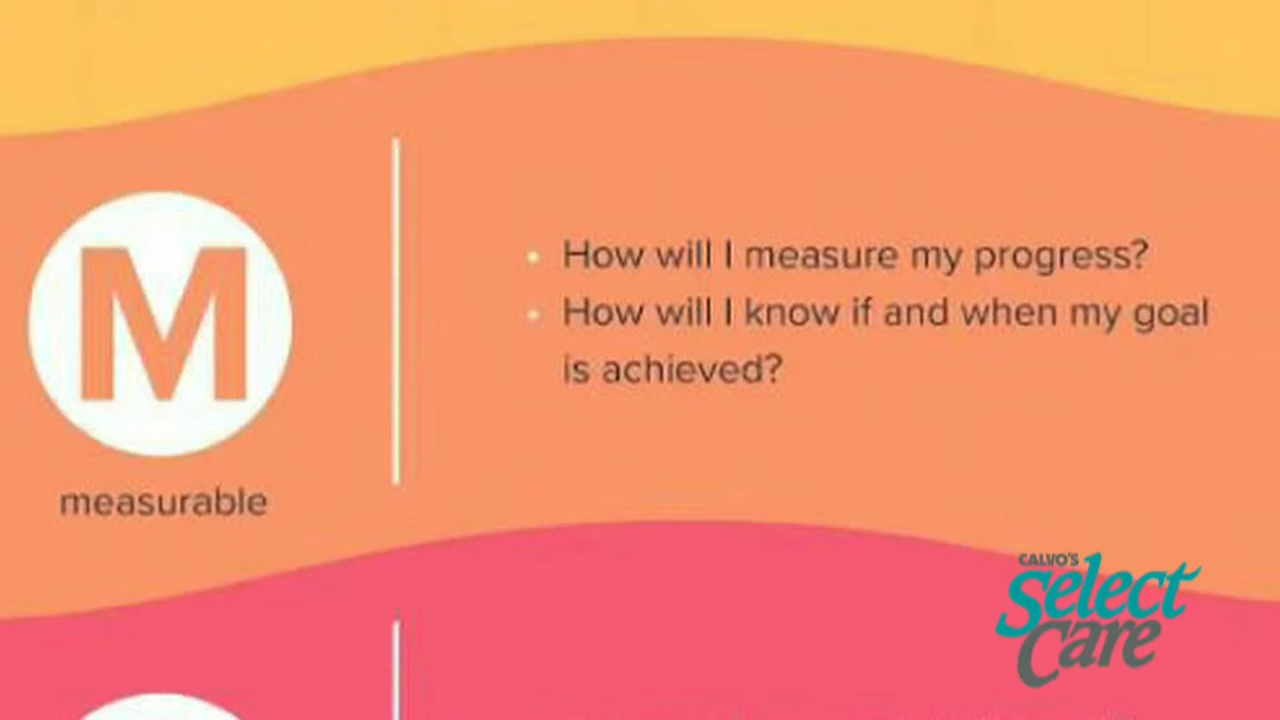 M
measurable
How will I measure my progress?
How will I know if and when my goal
is achieved?
CALVO'S
Select
Care